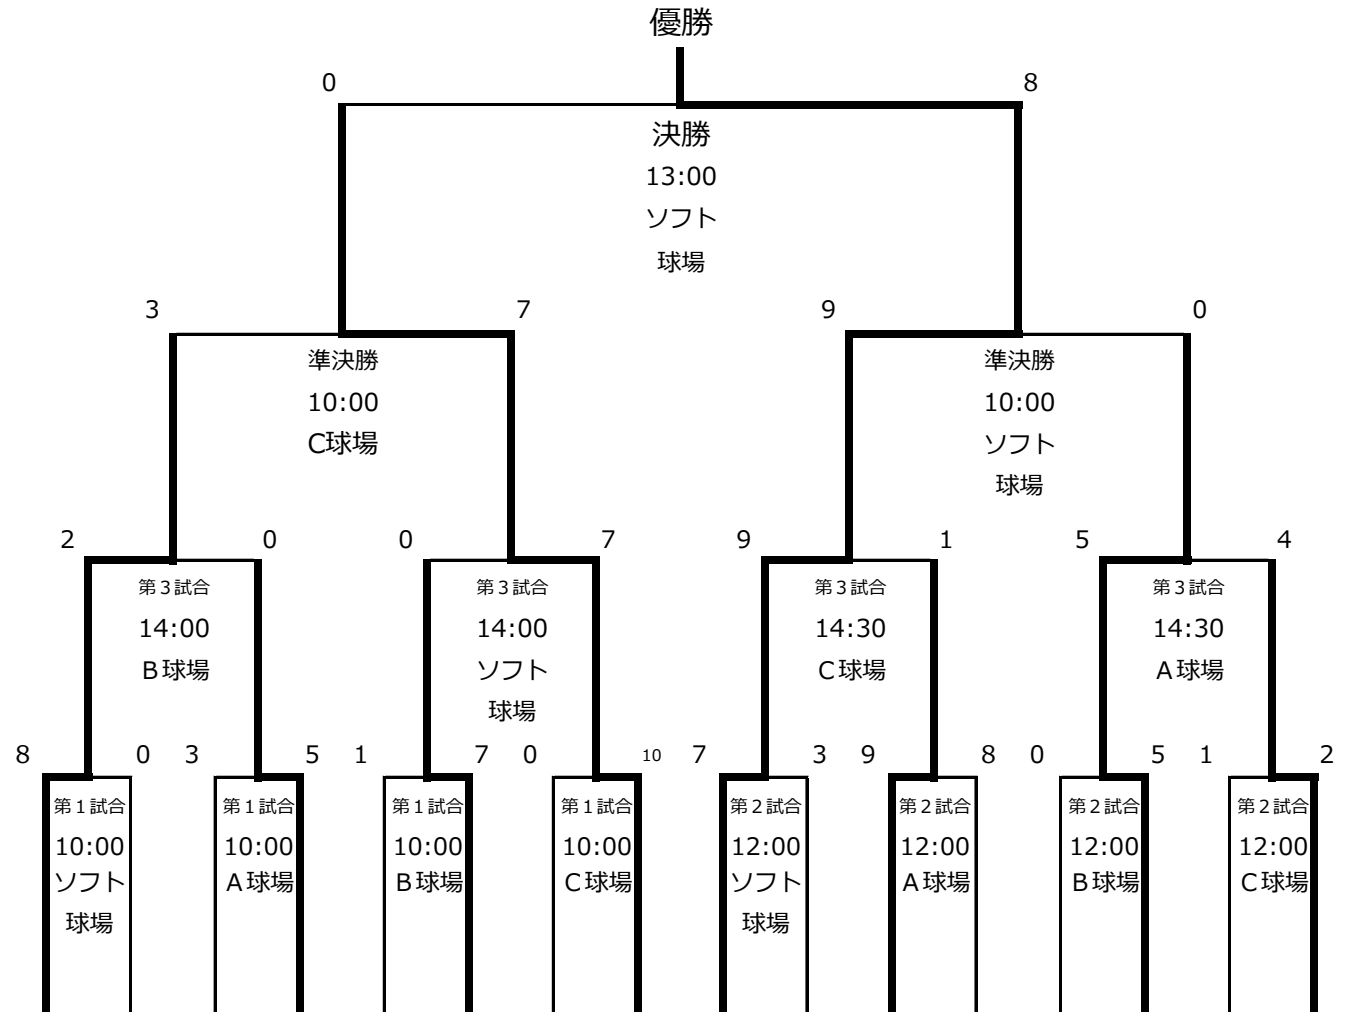 優勝
0 8
決勝
13:00
ソフト
球場
3 7 9 0
準決勝 準決勝
10:00 10:00
C球場 ソフト
球場
2 0 0 7 9 1 5 4
第3試合 第3試合 第3試合 第3試合
14:00 14:00 14:30 14:30
B球場 ソフト C球場 A球場
球場
8 0 3 5 1 7 0 10 7 3 9 8 0 5 1 2
第1試合 第1試合 第1試合 第1試合 第2試合 第2試合 第2試合 第2試合
10:00 10:00 10:00 10:00 12:00 12:00 12:00 12:00
ソフト A球場 B球場 C球場 ソフト A球場 B球場 C球場
球場 球場